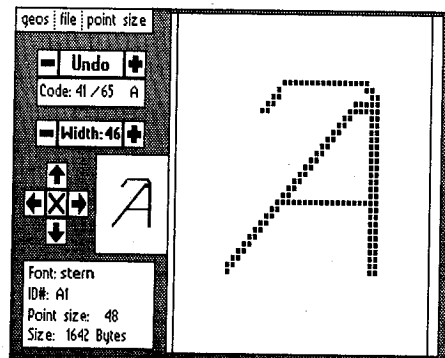 geos file point size
Undo
Code: 41/65 A
Width: 46
Font: stern
ID#: A1
Point size: 48
Size: 1642 Bytes